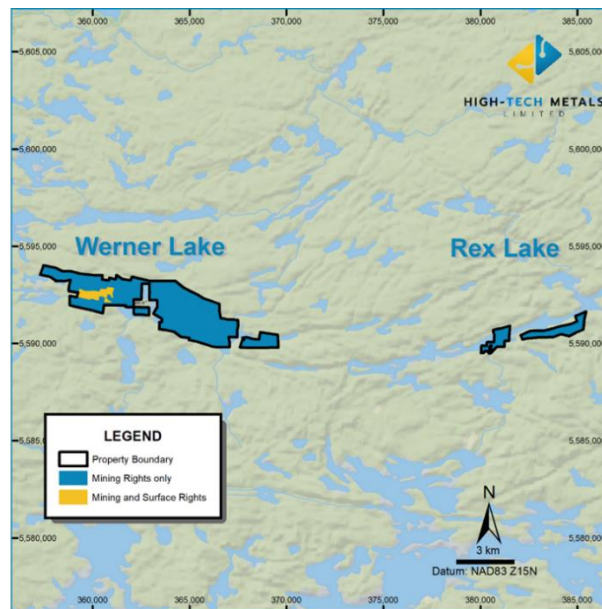 360,000 365,000 370,000 375,000 380,000 385,000
5,605,000 5,605,000
HIGH-TECH METALS
LIMITED
5,600,000 5,600,000
5,595,000 5,595,000
Werner Lake
Rex Lake
5,590,000 5,590,000
LEGEND
Property Boundary
Mining Rights only
Mining and Surface Rights
5,585,000 5,585,000
N
5,580,000 5,580,000
3 km
Datum: NAD83 Z15N
360,000 365,000 370,000 375,000 380,000 385,000